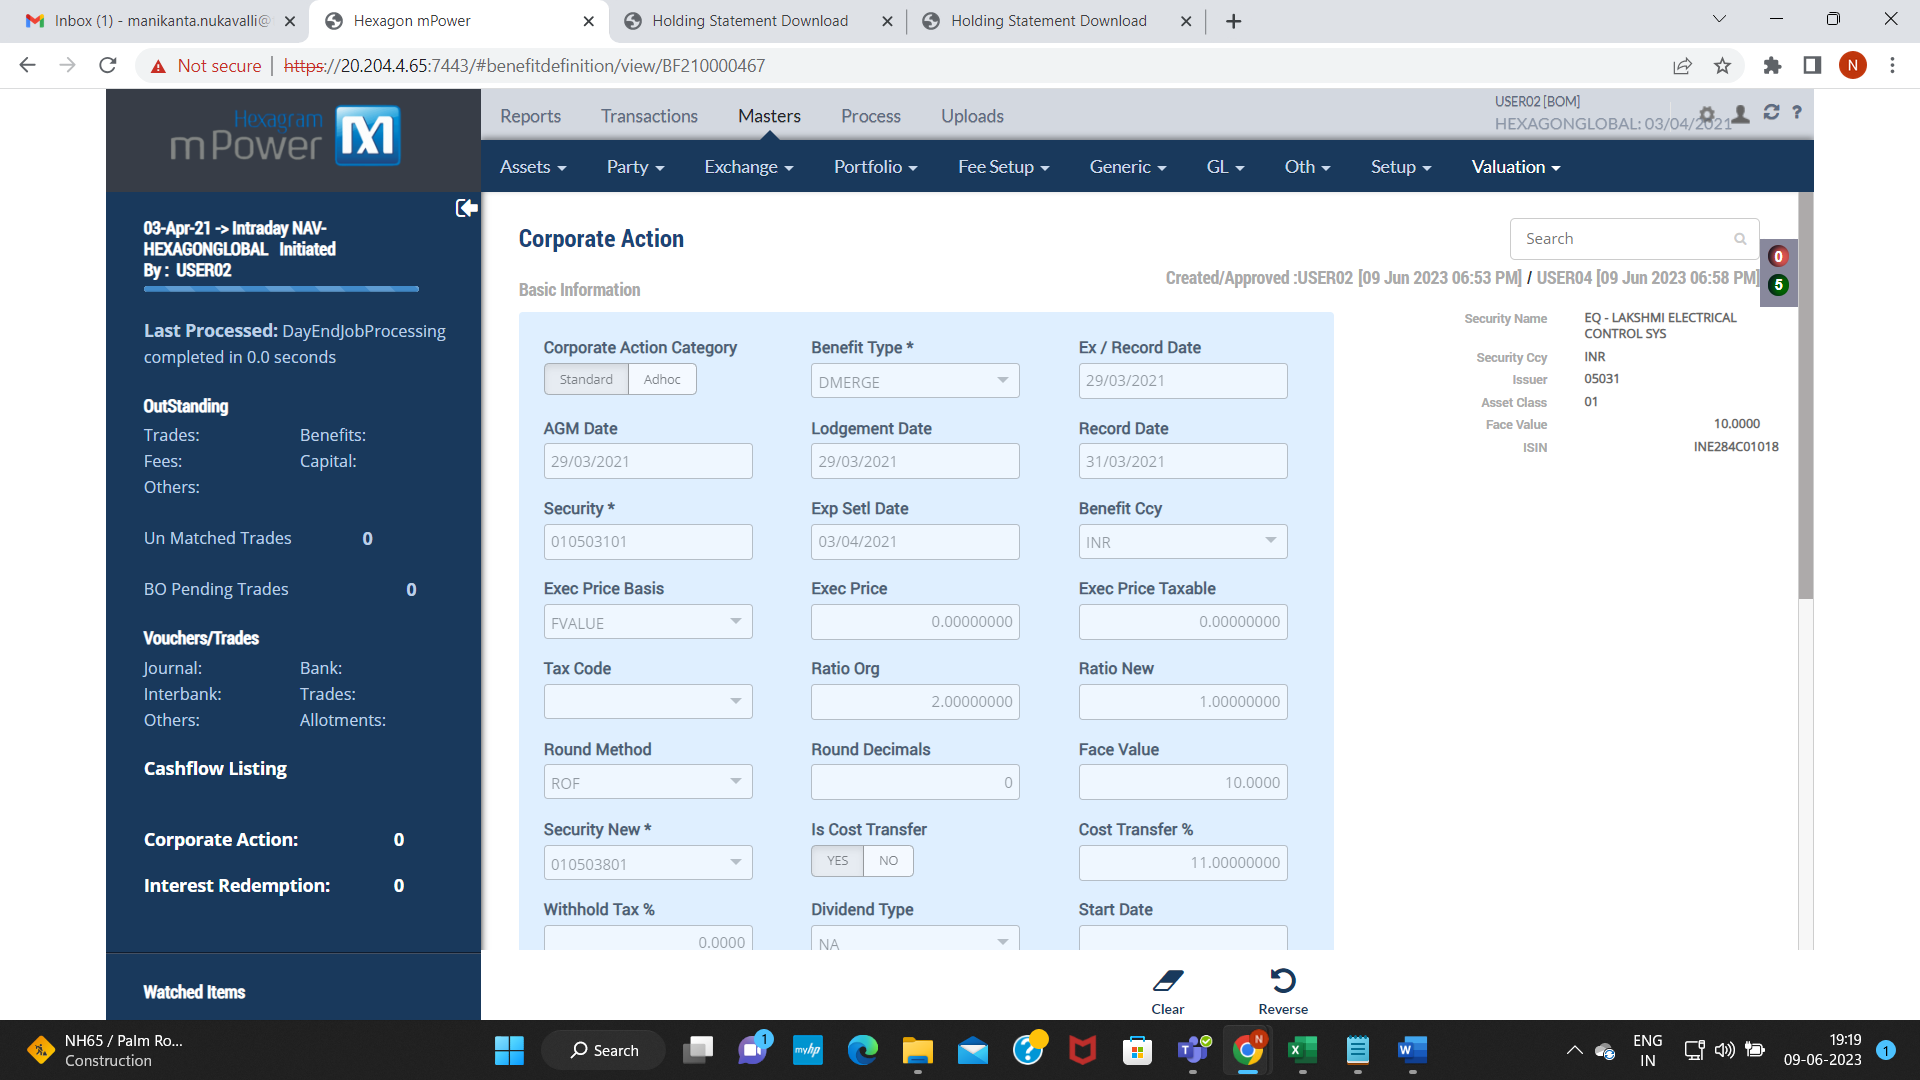 Inbox (1) - manikanta.nukavalli@
Hexagon mPower
Holding Statement Download
Holding Statement Download
Not secure
https://20.204.4.65:7443/#benefitdefinition/view/BF210000467
N
Hexagram
mPower
Reports Transactions Masters Process Uploads
USER02 [BOM]
HEXAGONGLOBAL: 03/04/2021
?
Assets Party Exchange Portfolio Fee Setup Generic GL Oth Setup Valuation
03-Apr-21 -> Intraday NAV-
HEXAGONGLOBAL Initiated
By : USER02
Last Processed: DayEndJobProcessing
completed in 0.0 seconds
OutStanding
Trades: Benefits:
Fees: Capital:
Others:
Un Matched Trades 0
BO Pending Trades 0
Vouchers/Trades
Journal: Bank:
Interbank: Trades:
Others: Allotments:
Cashflow Listing
Corporate Action: 0
Interest Redemption: 0
Watched Items
Corporate Action
Search
0
5
Basic Information
Created/Approved :USER02 [09 Jun 2023 06:53 PM] / USER04 [09 Jun 2023 06:58 PM]
Corporate Action Category Benefit Type * Ex / Record Date
Standard Adhoc DMERGE 29/03/2021
AGM Date Lodgement Date Record Date
29/03/2021 29/03/2021 31/03/2021
Security * Exp Setl Date Benefit Ccy
010503101 03/04/2021 INR
Exec Price Basis Exec Price Exec Price Taxable
FVALUE 0.00000000 0.00000000
Tax Code Ratio Org Ratio New
2.00000000 1.00000000
Round Method Round Decimals Face Value
ROF 0 10.0000
Security New * Is Cost Transfer Cost Transfer %
010503801 YES NO 11.00000000
Withhold Tax % Dividend Type Start Date
0.0000 NA
Security Name EQ - LAKSHMI ELECTRICAL
CONTROL SYS
Security Ccy INR
Issuer 05031
Asset Class 01
Face Value 10.0000
ISIN INE284C01018
Clear Reverse
NH65 / Palm Ro...
Construction
Search
1
myhp
?
T
N
X
W
ENG
IN
19:19
09-06-2023
1